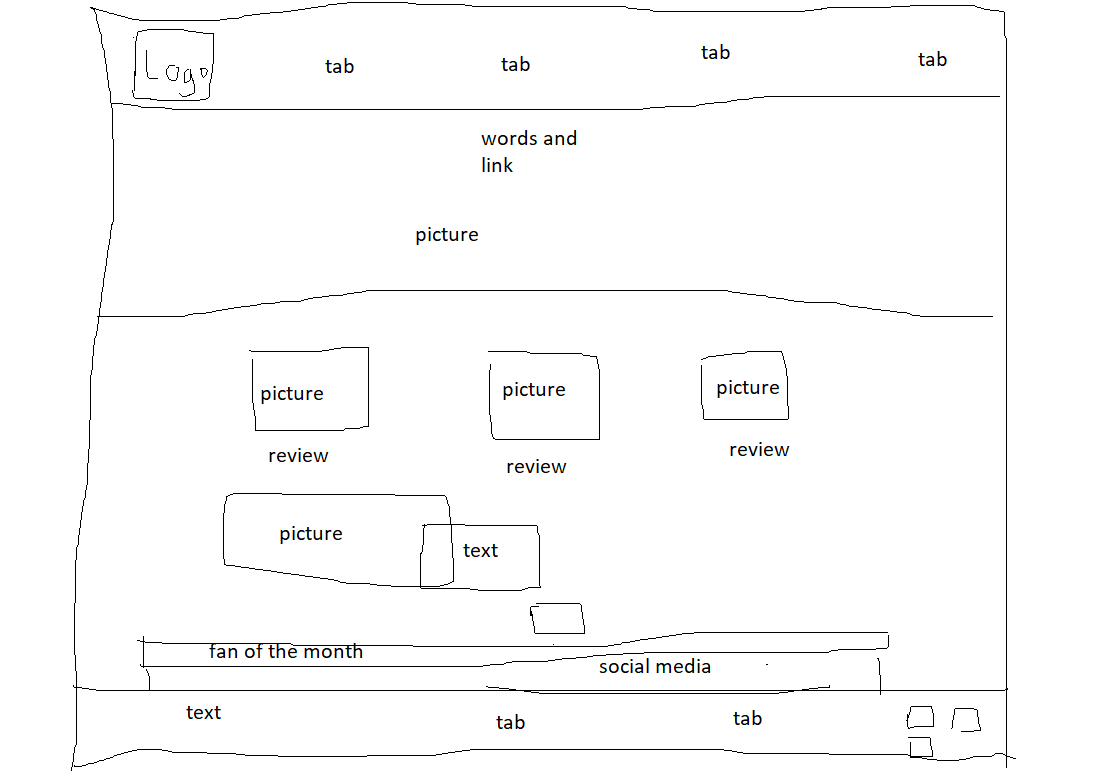 Logo
tab
tab
tab
tab
words and
link
picture
picture
picture
picture
review
review
review
picture
text
fan of the month
social media
text
tab
tab